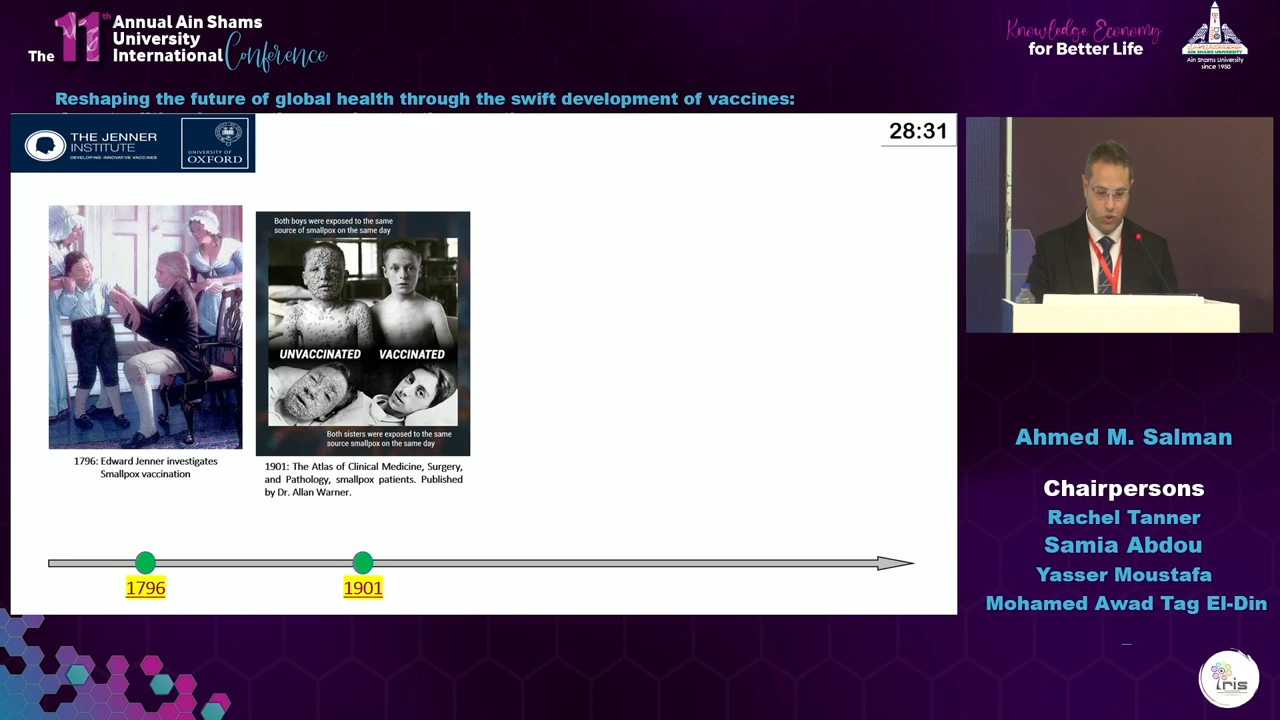 The 11th Annual Ain Shams
University
International Conference
Knowledge Economy
for Better Life
AIN SHAMS UNIVERSITY
Ain Shams University
since 1950
Reshaping the future of global health through the swift development of vaccines:
THE JENNER
INSTITUTE
DEVELOPING INNOVATIVE VACCINES
UNIVERSITY OF
OXFORD
28:31
Both boys were exposed to the same
source of smallpox on the same day
UNVACCINATED VACCINATED
Both sisters were exposed to the same
source smallpox on the same day
1796: Edward Jenner investigates
Smallpox vaccination
1901: The Atlas of Clinical Medicine, Surgery,
and Pathology, smallpox patients. Published
by Dr. Allan Warner.
1796
1901
Ahmed M. Salman
Chairpersons
Rachel Tanner
Samia Abdou
Yasser Moustafa
Mohamed Awad Tag El-Din
iris